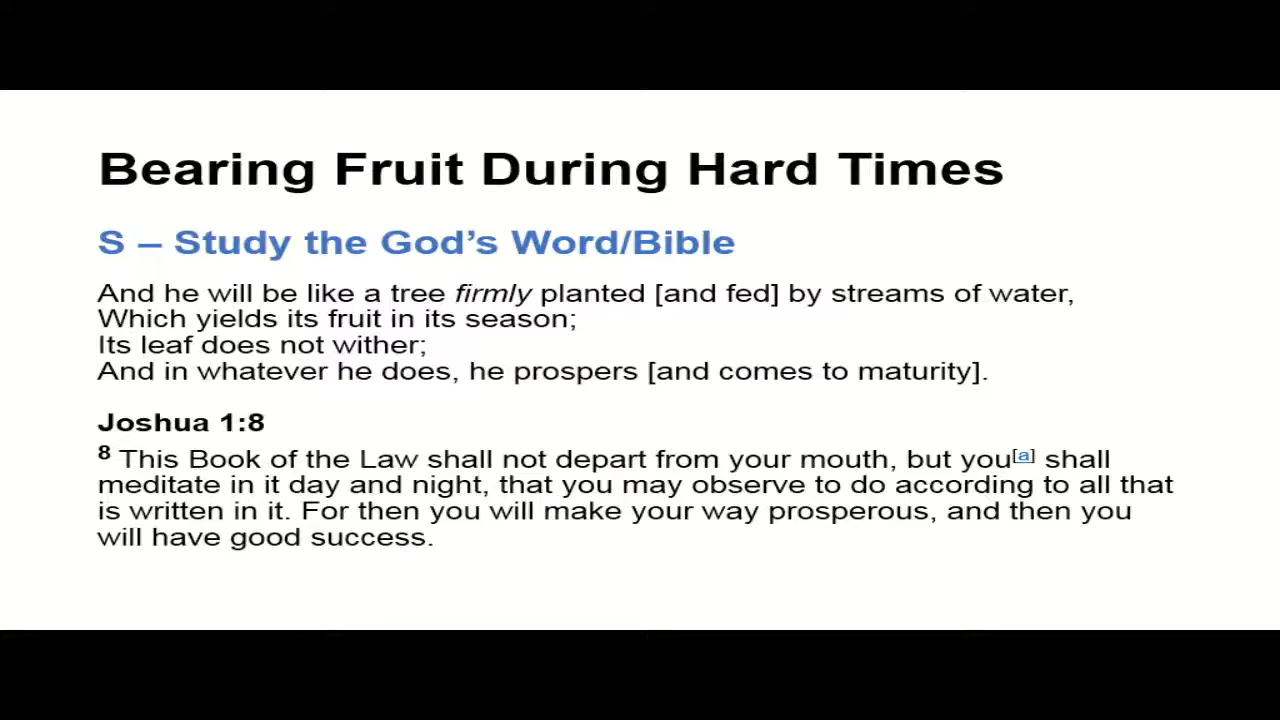 Bearing Fruit During Hard Times
S – Study the God's Word/Bible
And he will be like a tree firmly planted [and fed] by streams of water,
Which yields its fruit in its season;
Its leaf does not wither;
And in whatever he does, he prospers [and comes to maturity].
Joshua 1:8
8 This Book of the Law shall not depart from your mouth, but you[a] shall
meditate in it day and night, that you may observe to do according to all that
is written in it. For then you will make your way prosperous, and then you
will have good success.